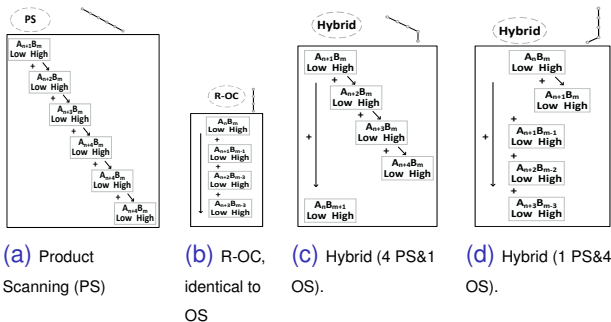 PS
Aₙ₊₁Bₘ
Low High
+
Aₙ₊₂Bₘ
Low High
+
Aₙ₊₃Bₘ
Low High
+
Aₙ₊₄Bₘ
Low High
+
Aₙ₊₄Bₘ
Low High
+
Aₙ₊₄Bₘ
Low High
(a) Product
Scanning (PS)
R-OC
AₙBₘ
Low High
+
Aₙ₊₁Bₘ₋₁
Low High
+
Aₙ₊₂Bₘ₋₃
Low High
+
Aₙ₊₃Bₘ₋₃
Low High
(b) R-OC,
identical to
OS
Hybrid
Aₙ₊₁Bₘ
Low High
+
Aₙ₊₂Bₘ
Low High
+
Aₙ₊₃Bₘ
Low High
+
Aₙ₊₄Bₘ
Low High
+
AₙBₘ₊₁
Low High
(c) Hybrid (4 PS&1
OS).
Hybrid
AₙBₘ
Low High
+
Aₙ₊₁Bₘ
Low High
+
Aₙ₊₁Bₘ₋₁
Low High
+
+
Aₙ₊₂Bₘ₋₂
Low High
+
Aₙ₊₃Bₘ₋₃
Low High
(d) Hybrid (1 PS&4
OS).